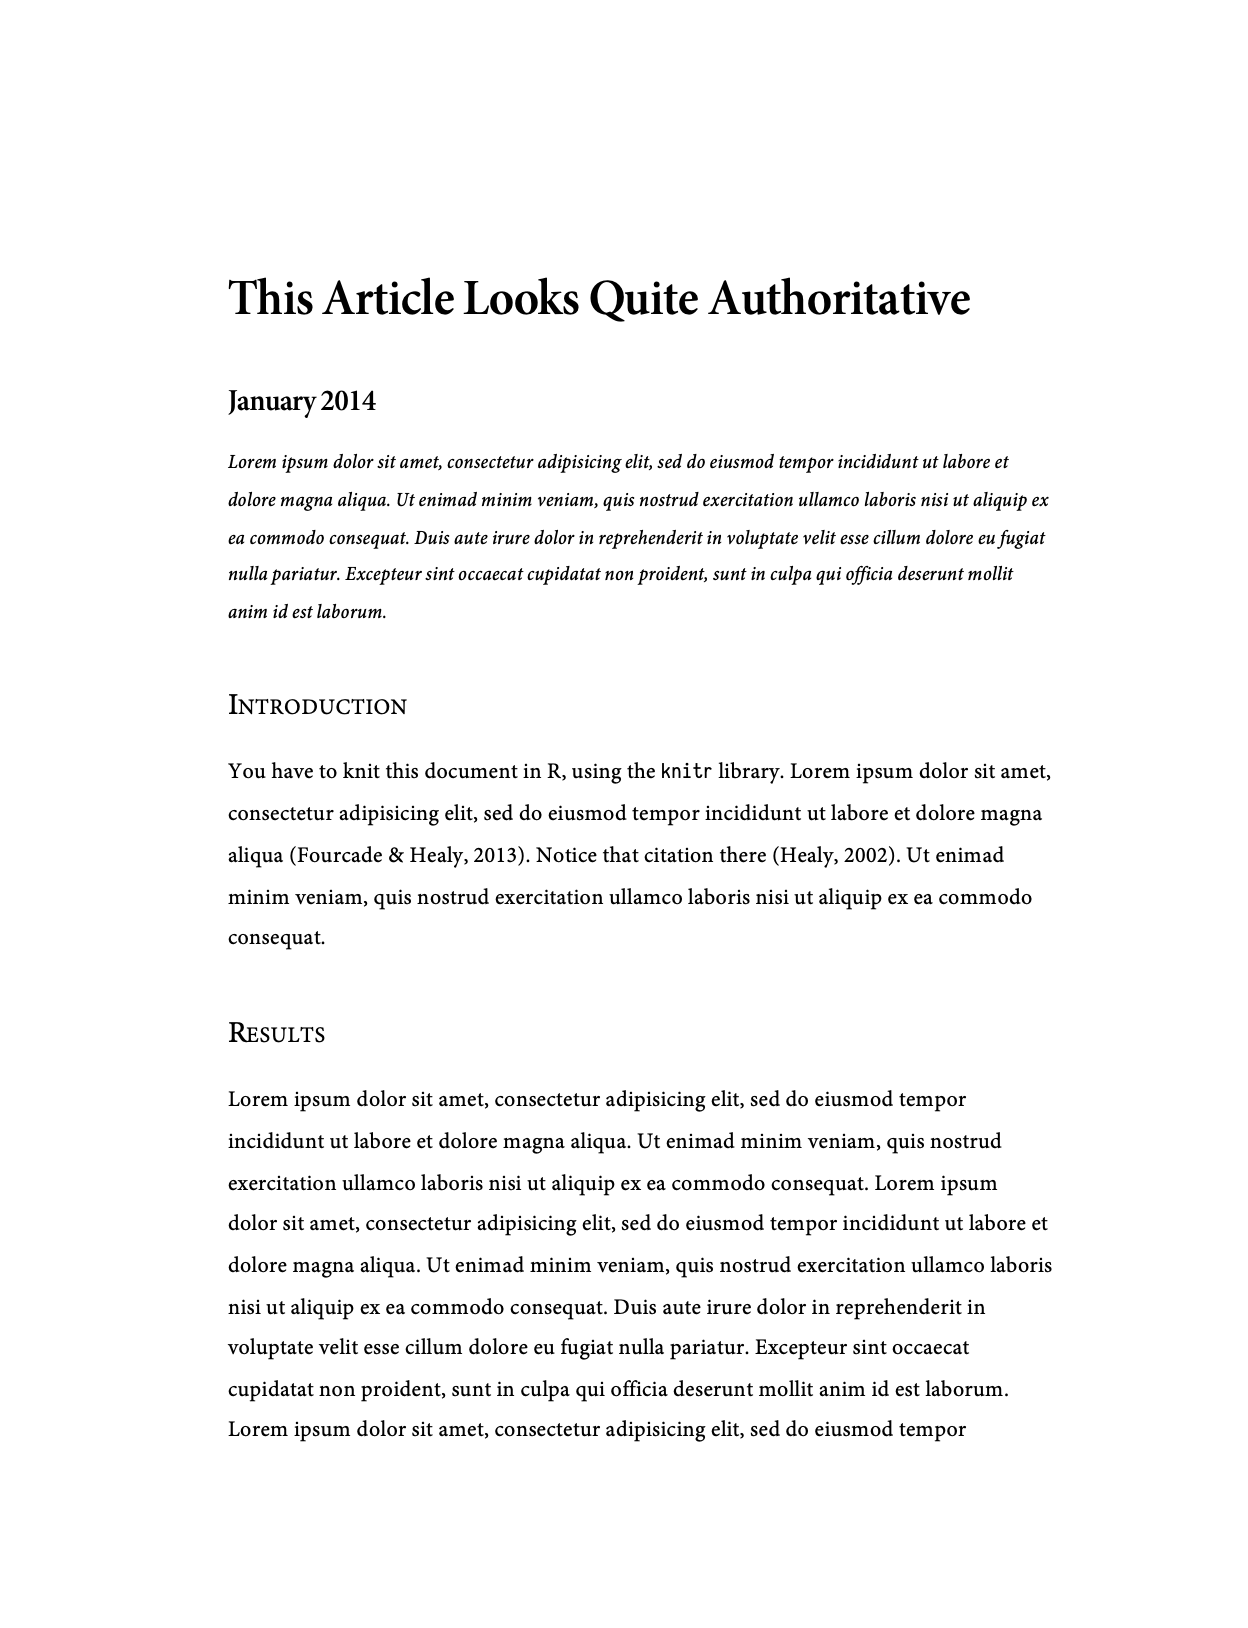 This Article Looks Quite Authoritative
January 2014
Lorem ipsum dolor sit amet, consectetur adipisicing elit, sed do eiusmod tempor incididunt ut labore et
dolore magna aliqua. Ut enimad minim veniam, quis nostrud exercitation ullamco laboris nisi ut aliquip ex
ea commodo consequat. Duis aute irure dolor in reprehenderit in voluptate velit esse cillum dolore eu fugiat
nulla pariatur. Excepteur sint occaecat cupidatat non proident, sunt in culpa qui officia deserunt mollit
anim id est laborum.
Introduction
You have to knit this document in R, using the knitr library. Lorem ipsum dolor sit amet,
consectetur adipisicing elit, sed do eiusmod tempor incididunt ut labore et dolore magna
aliqua (Fourcade & Healy, 2013). Notice that citation there (Healy, 2002). Ut enimad
minim veniam, quis nostrud exercitation ullamco laboris nisi ut aliquip ex ea commodo
consequat.
Results
Lorem ipsum dolor sit amet, consectetur adipisicing elit, sed do eiusmod tempor
incididunt ut labore et dolore magna aliqua. Ut enimad minim veniam, quis nostrud
exercitation ullamco laboris nisi ut aliquip ex ea commodo consequat. Lorem ipsum
dolor sit amet, consectetur adipisicing elit, sed do eiusmod tempor incididunt ut labore et
dolore magna aliqua. Ut enimad minim veniam, quis nostrud exercitation ullamco laboris
nisi ut aliquip ex ea commodo consequat. Duis aute irure dolor in reprehenderit in
voluptate velit esse cillum dolore eu fugiat nulla pariatur. Excepteur sint occaecat
cupidatat non proident, sunt in culpa qui officia deserunt mollit anim id est laborum.
Lorem ipsum dolor sit amet, consectetur adipisicing elit, sed do eiusmod tempor